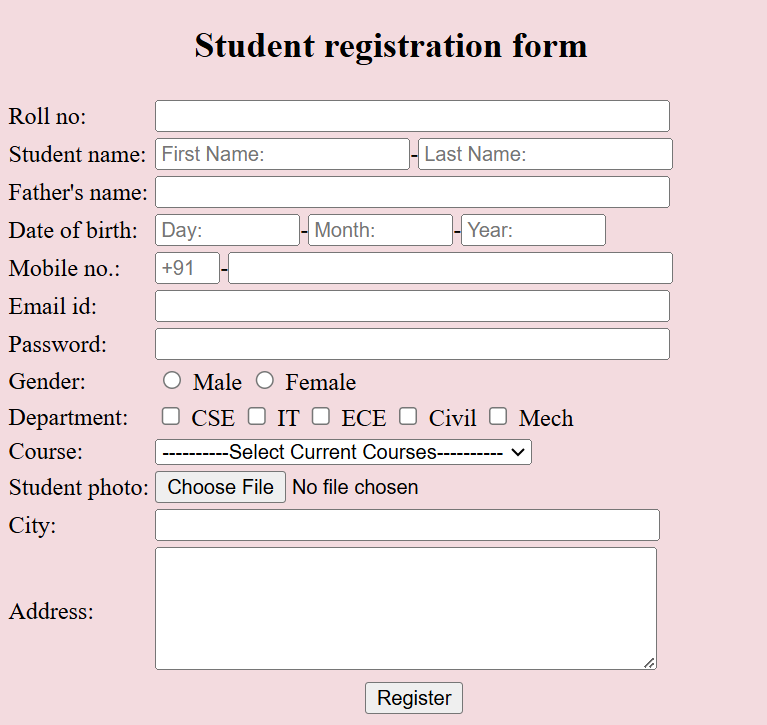 Student registration form
Roll no:
Student name: First Name: - Last Name:
Father's name:
Date of birth: Day: - Month: - Year:
Mobile no.: +91 -
Email id:
Password:
Gender: Male Female
Department: CSE IT ECE Civil Mech
Course: ----------Select Current Courses----------
Student photo: Choose File No file chosen
City:
Address:
Register